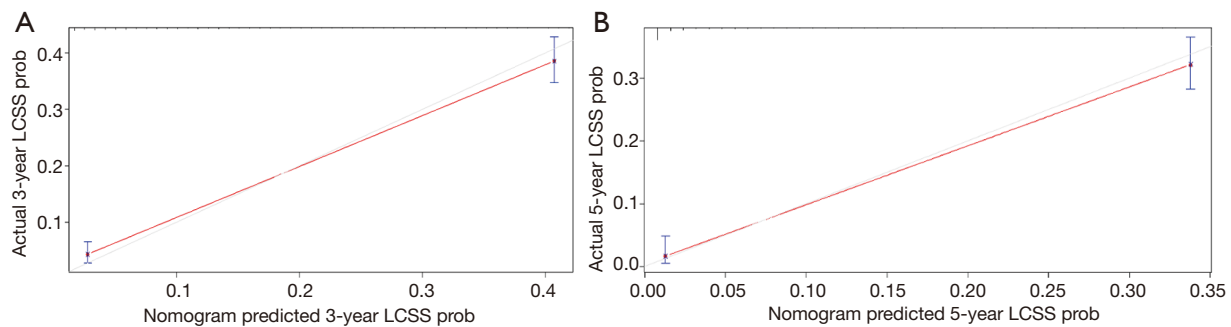 A
Actual 3-year LCSS prob
0.4
0.3
0.2
0.1
0.1 0.2 0.3 0.4
Nomogram predicted 3-year LCSS prob
B
Actual 5-year LCSS prob
0.3
0.2
0.1
0.0
0.00 0.05 0.10 0.15 0.20 0.25 0.30 0.35
Nomogram predicted 5-year LCSS prob